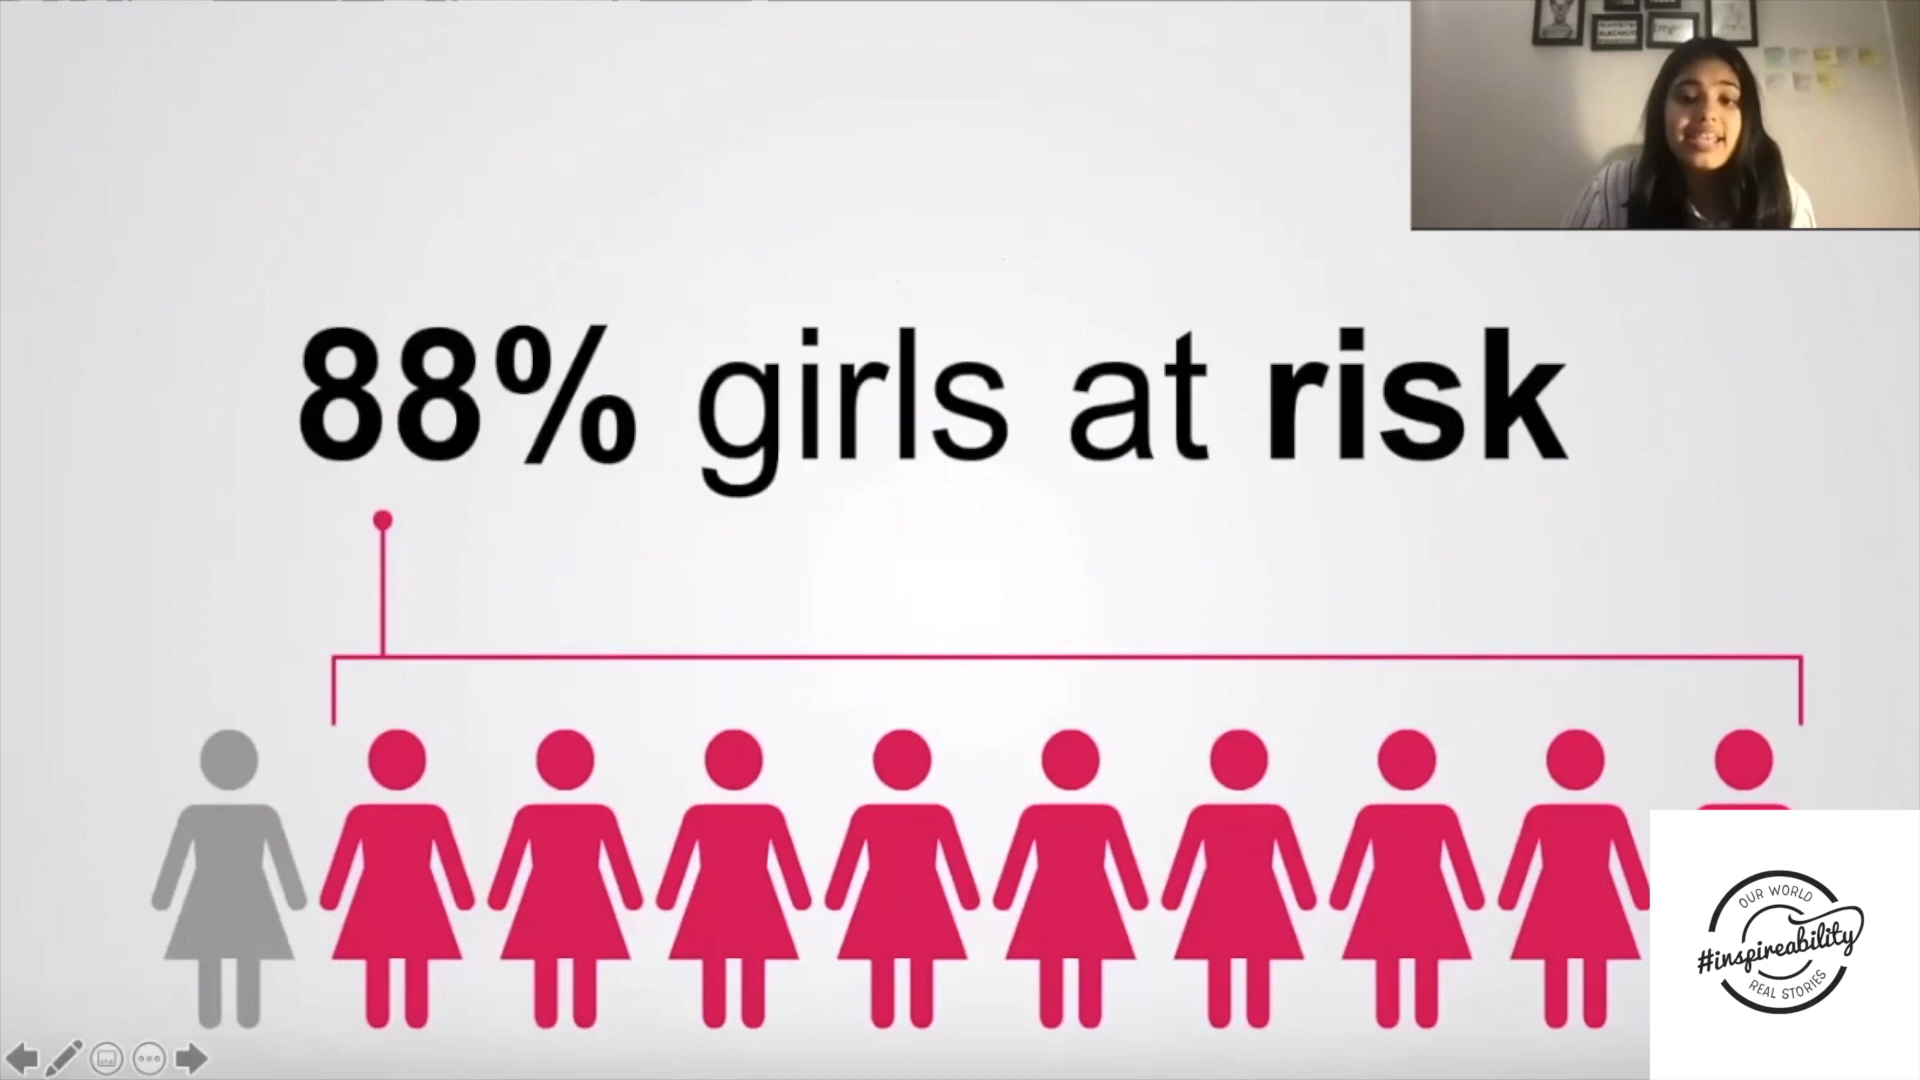 88% girls at risk
OUR WORLD
#inspireability
REAL STORIES